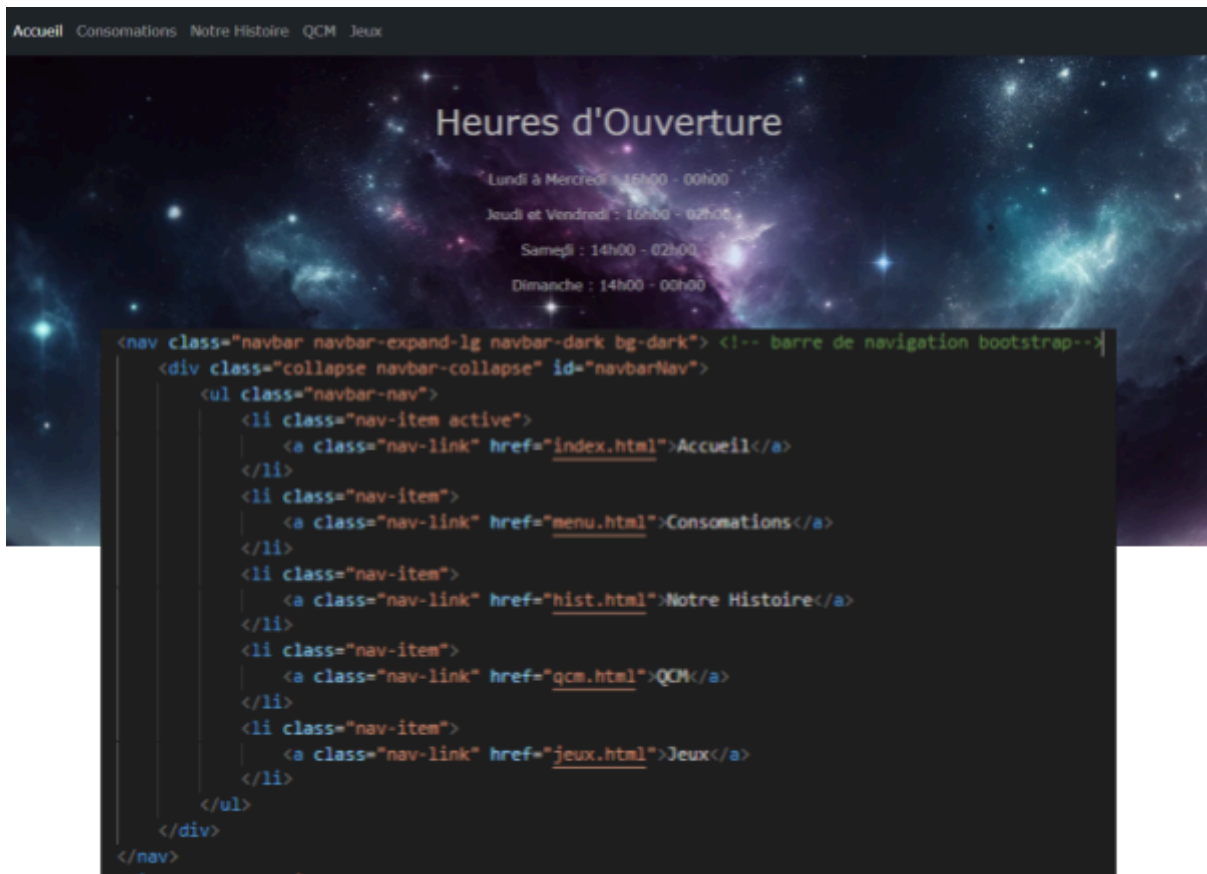 Accueil Consomations Notre Histoire QCM Jeux
Heures d'Ouverture
Lundi à Mercredi : 16h00 - 00h00
Jeudi et Vendredi : 16h00 - 02h00
Samedi : 14h00 - 02h00
Dimanche : 14h00 - 00h00
<nav class="navbar navbar-expand-lg navbar-dark bg-dark"> <!-- barre de navigation bootstrap-->
<div class="collapse navbar-collapse" id="navbarNav">
<ul class="navbar-nav">
<li class="nav-item active">
<a class="nav-link" href="index.html">Accueil</a>
</li>
<li class="nav-item">
<a class="nav-link" href="menu.html">Consomations</a>
</li>
<li class="nav-item">
<a class="nav-link" href="hist.html">Notre Histoire</a>
</li>
<li class="nav-item">
<a class="nav-link" href="qcm.html">QCM</a>
</li>
<li class="nav-item">
<a class="nav-link" href="jeux.html">Jeux</a>
</li>
</ul>
</div>
</nav>